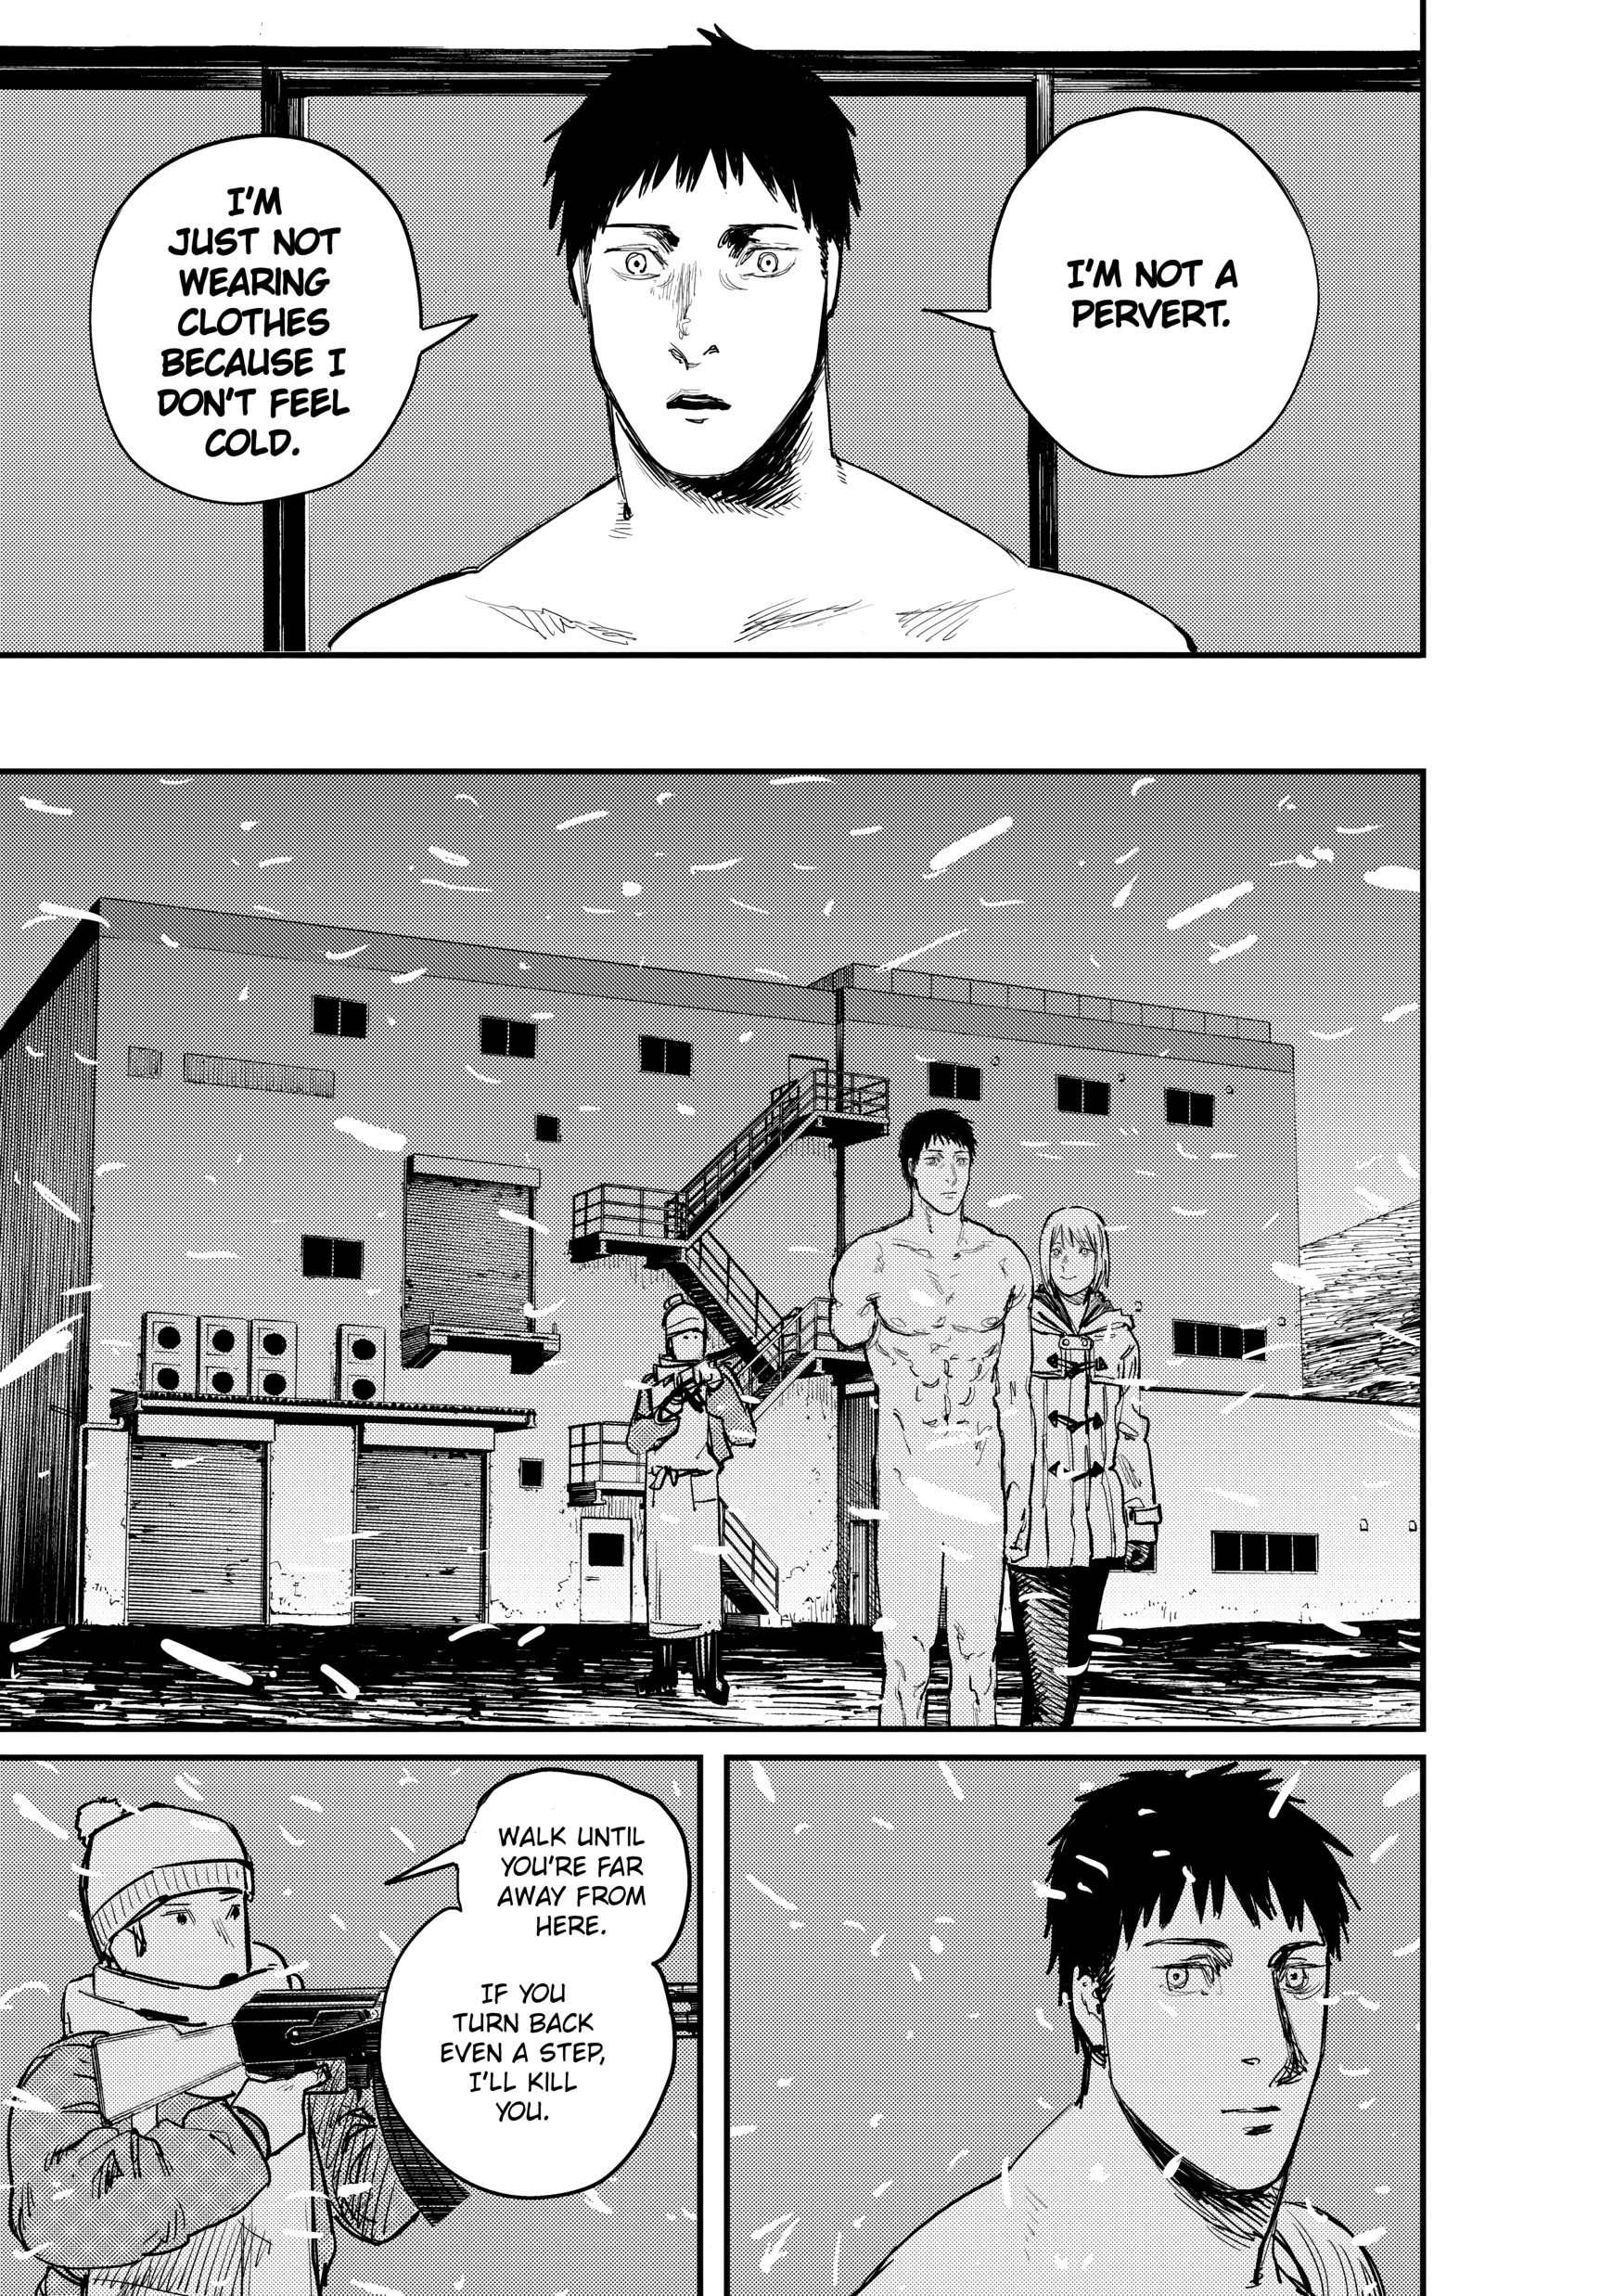 I'M NOT A
PERVERT.
I'M
JUST NOT
WEARING
CLOTHES
BECAUSE I
DON'T FEEL
COLD.
WALK UNTIL
YOU'RE FAR
AWAY FROM
HERE.
IF YOU
TURN BACK
EVEN A STEP,
I'LL KILL
YOU.